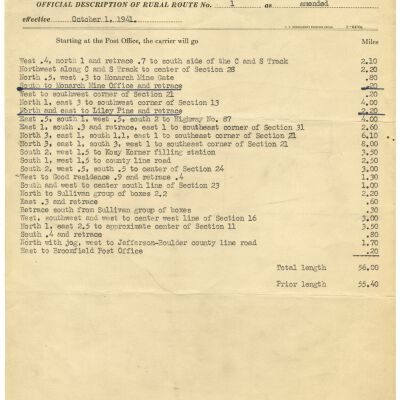 OFFICIAL DESCRIPTION OF RURAL ROUTE No. 1 as amended
effective October 1, 1941.
Starting at the Post Office, the carrier will go Miles
West .4, north 1 and retrace .7 to south side of the C and S Track 2.10
Northwest along C and S Track to center of Section 28 .20
North .5, west .3 to Monarch Mine Gate .80
South to Monarch Mine Office and retrace .20
West to southwest corner of Section 21 .20
North 1, east 3 to southwest corner of Section 13 4.00
North and east to Liley Pine and retrace 2.20
East .5, south 1, west .5, south 2 to Highway No. 87 4.00
East 1, south .3 and retrace, east 1 to southeast corner of Section 31 2.60
North 3, east 1, south 1.1, east 1 to southeast corner of Section 21 6.10
North 3, east 1, south 3, west 1 to southwest corner of Section 22 8.00
South 2, west 1.5 to Kozy Korner filling station 3.50
South 1, west 1.5 to county road line 2.50
South 2, west .5, south .5 to center of Section 24 3.00
West to Good residence .9 and retrace .4 1.30
South and west to center south line of Section 23 1.00
North to Sullivan group of boxes 2.2 2.20
East .3 and retrace .60
Retrace south from Sullivan group of boxes .30
West, southwest and west to center west line of Section 16 3.00
North 1, east 2.5 to approximate center of Section 11 3.50
South .4 and retrace .80
North with jog, west to Jefferson-Boulder county line road 1.70
East to Broomfield Post Office .20
Total length 56.00
Prior length 55.40